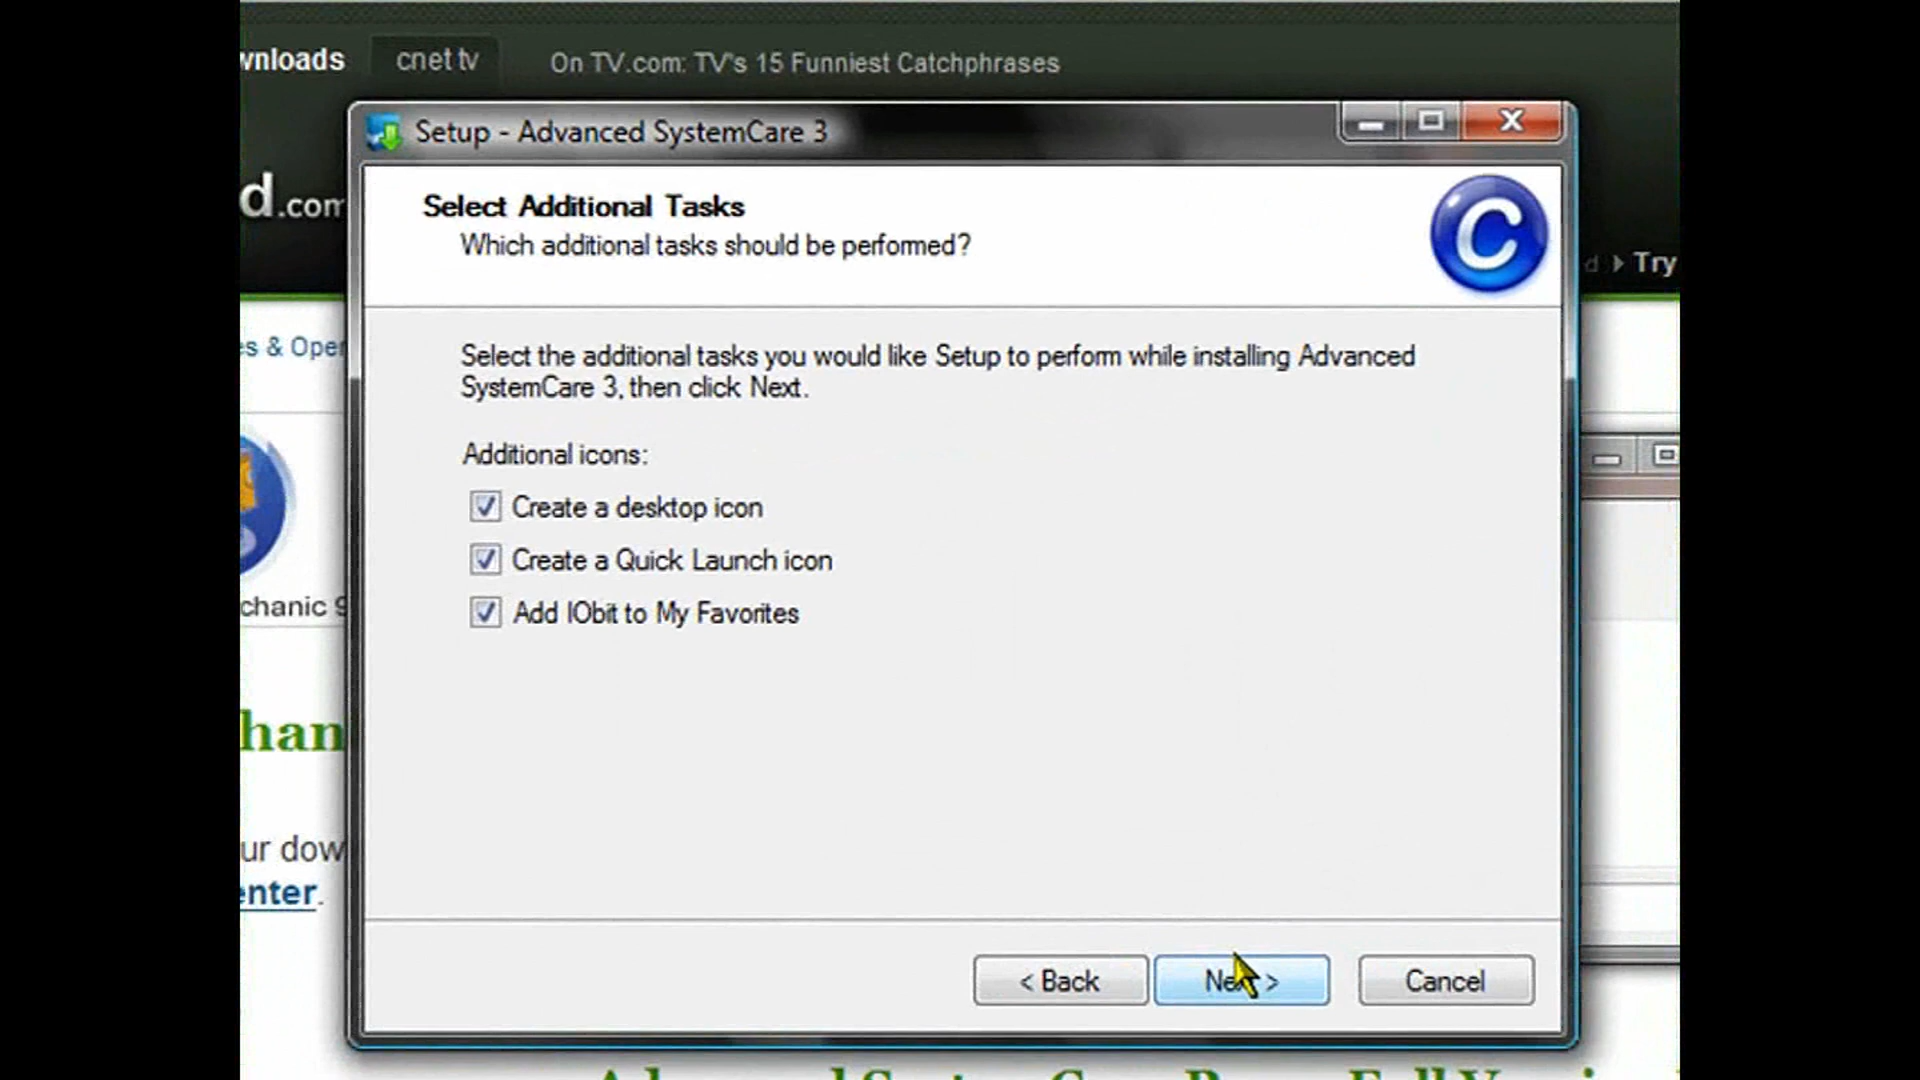 wnloads
cnet tv
On TV.com: TV's 15 Funniest Catchphrases
Setup - Advanced SystemCare 3
d.com
Select Additional Tasks
Which additional tasks should be performed?
C
d > Try
es & Oper
Select the additional tasks you would like Setup to perform while installing Advanced
SystemCare 3, then click Next.
Additional icons:
Create a desktop icon
Create a Quick Launch icon
chanic 9
Add IObit to My Favorites
han
ur dow
enter.
< Back
Next >
Cancel